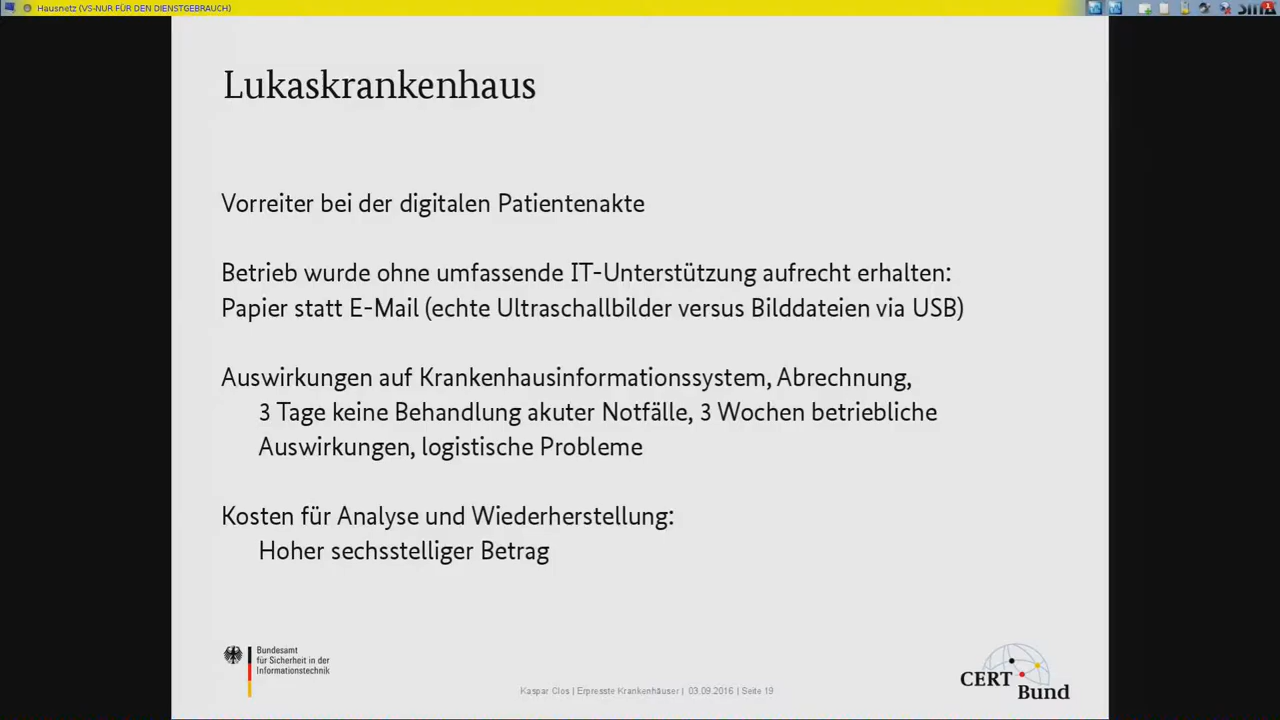 Hausnetz (VS-NUR FÜR DEN DIENSTGEBRAUCH)
Lukaskrankenhaus
Vorreiter bei der digitalen Patientenakte
Betrieb wurde ohne umfassende IT-Unterstützung aufrecht erhalten:
Papier statt E-Mail (echte Ultraschallbilder versus Bilddateien via USB)
Auswirkungen auf Krankenhausinformationssystem, Abrechnung,
3 Tage keine Behandlung akuter Notfälle, 3 Wochen betriebliche
Auswirkungen, logistische Probleme
Kosten für Analyse und Wiederherstellung:
Hoher sechsstelliger Betrag
Bundesamt
für Sicherheit in der
Informationstechnik
Kaspar Clos | Erpresste Krankenhäuser | 03.09.2016 | Seite 19
CERT
Bund